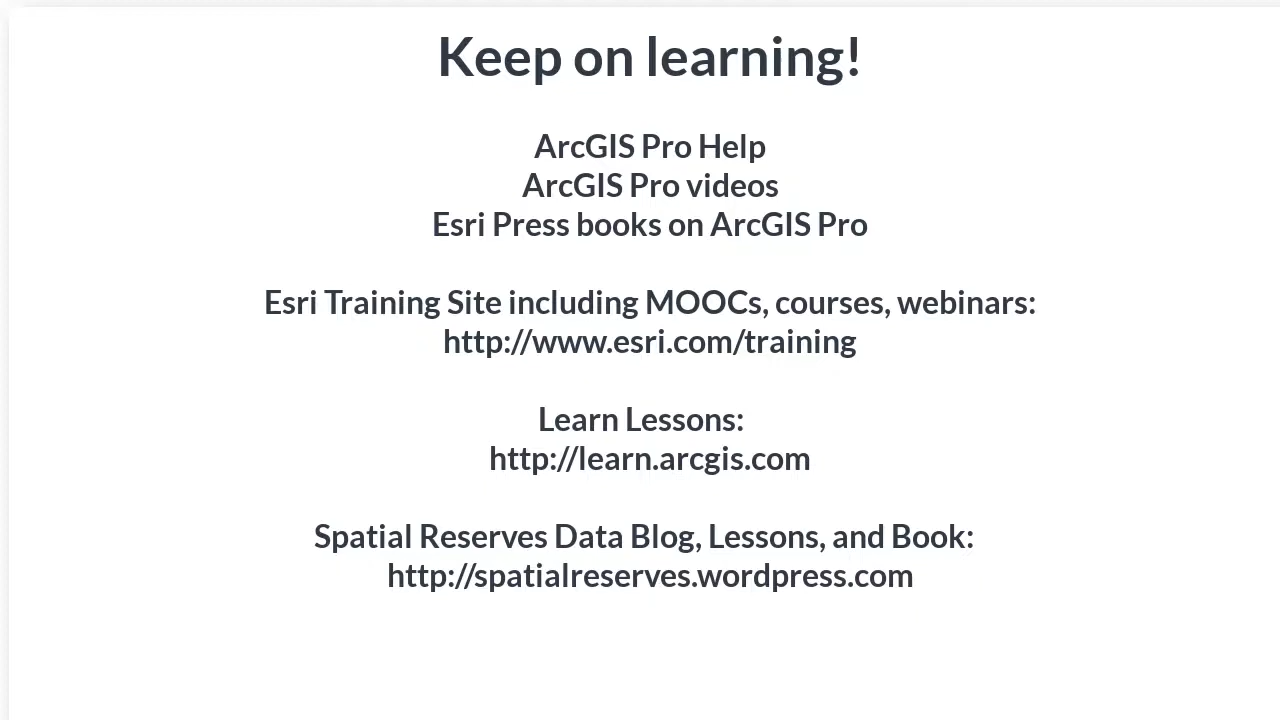 Keep on learning!
ArcGIS Pro Help
ArcGIS Pro videos
Esri Press books on ArcGIS Pro
Esri Training Site including MOOCs, courses, webinars:
http://www.esri.com/training
Learn Lessons:
http://learn.arcgis.com
Spatial Reserves Data Blog, Lessons, and Book:
http://spatialreserves.wordpress.com